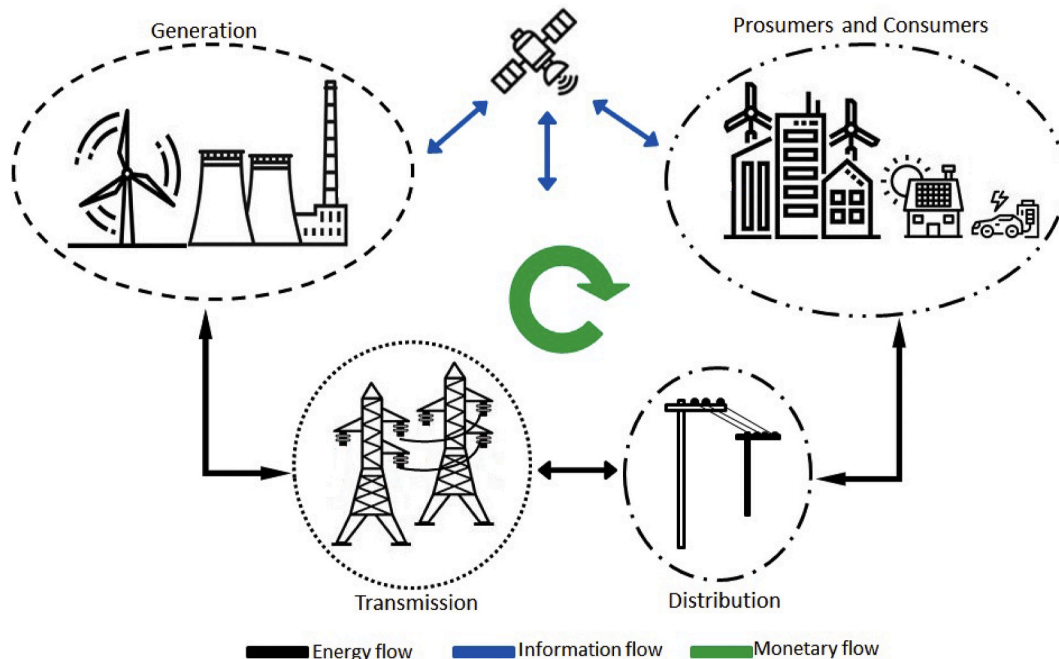 Generation
Prosumers and Consumers
Transmission
Distribution
Energy flow
Information flow
Monetary flow